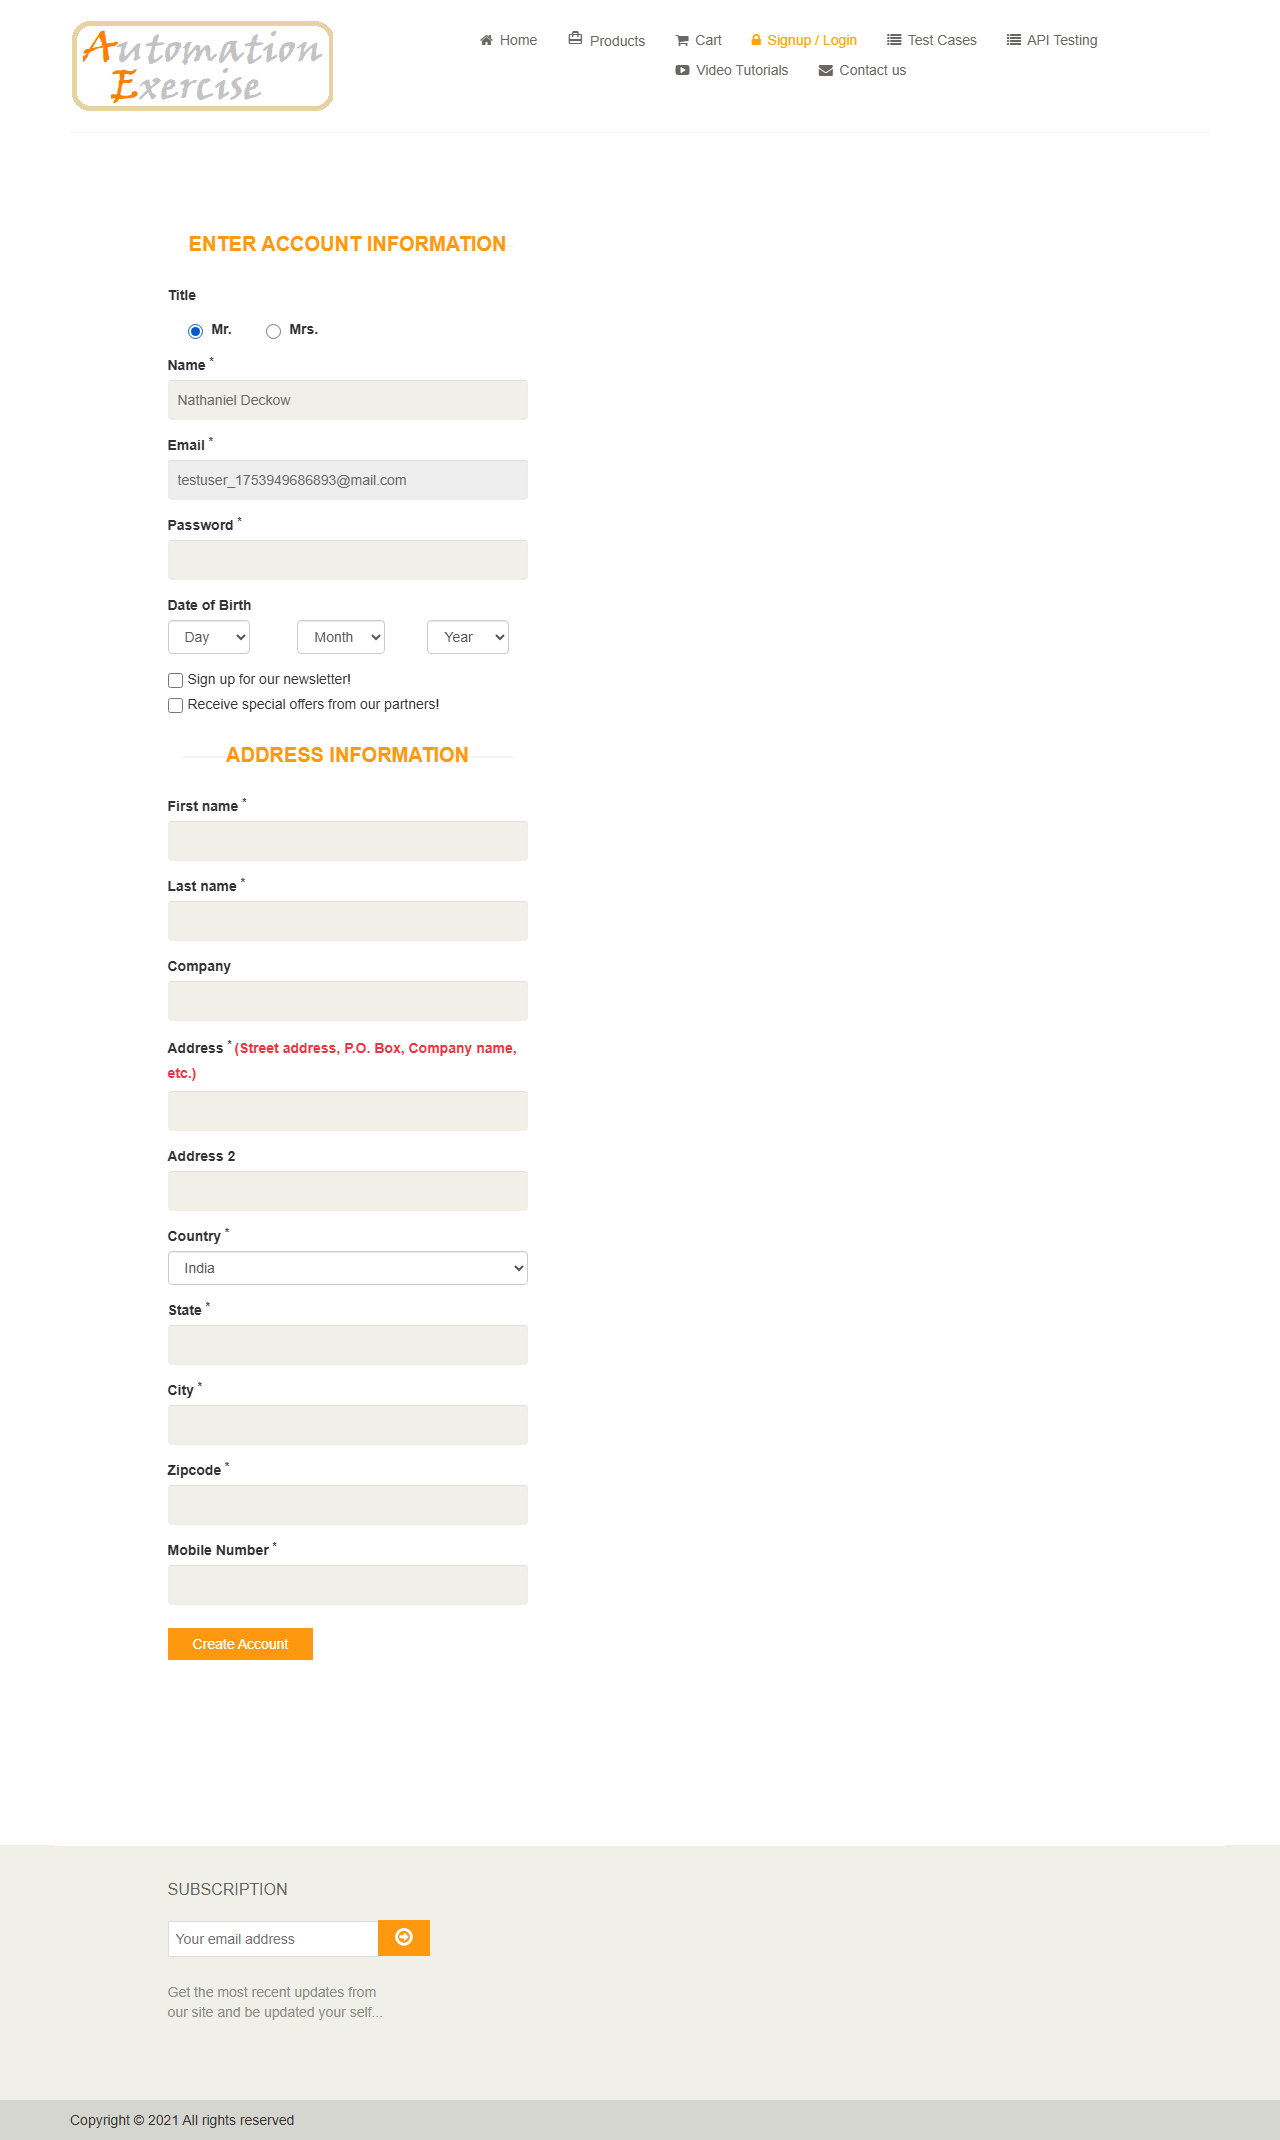 Automation
Exercise
Home Products Cart Signup / Login Test Cases API Testing
Video Tutorials Contact us
ENTER ACCOUNT INFORMATION
Title
Mr. Mrs.
Name *
Nathaniel Deckow
Email *
testuser_1753949686893@mail.com
Password *
Date of Birth
Day Month Year
Sign up for our newsletter!
Receive special offers from our partners!
ADDRESS INFORMATION
First name *
Last name *
Company
Address * (Street address, P.O. Box, Company name,
etc.)
Address 2
Country *
India
State *
City *
Zipcode *
Mobile Number *
Create Account
SUBSCRIPTION
Your email address
Get the most recent updates from
our site and be updated your self...
Copyright © 2021 All rights reserved